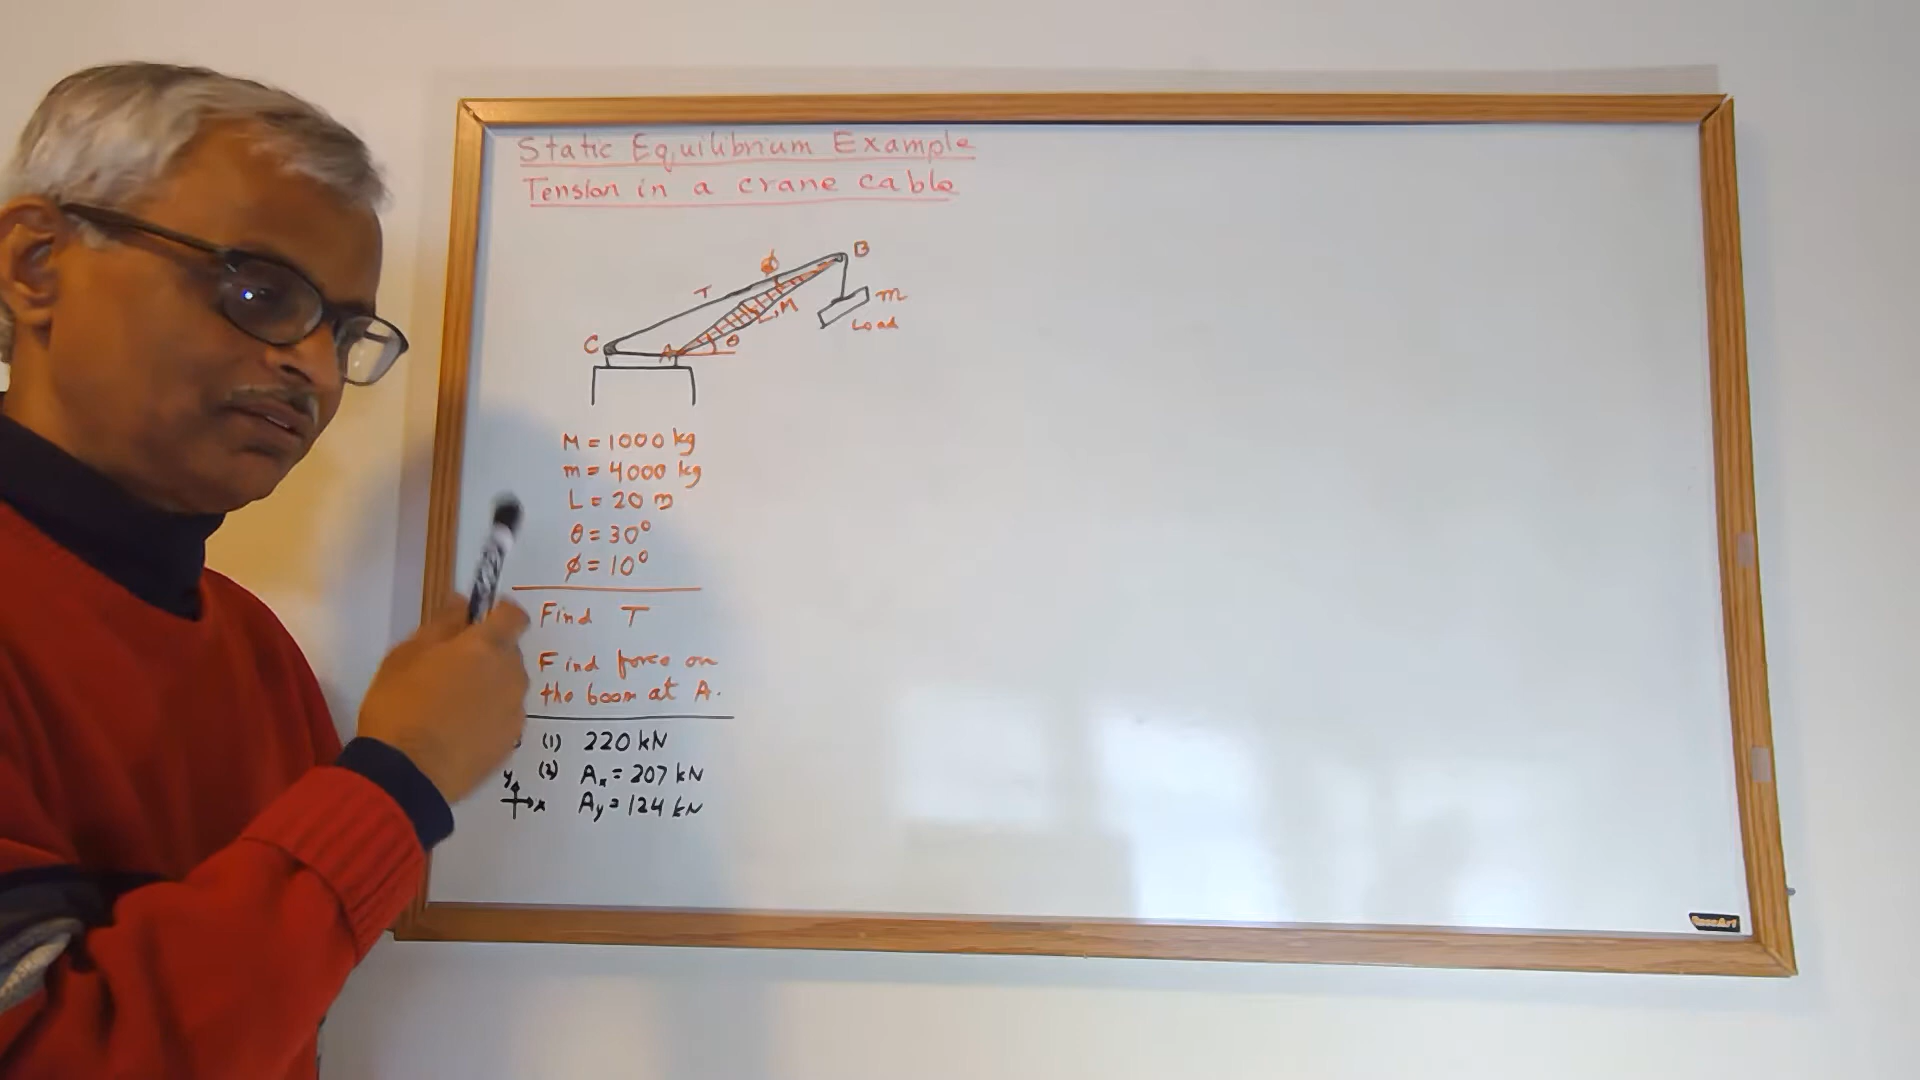 Static Equilibrium Example
Tension in a crane cable
B
ϕ
T
m
M
L
Load
C
A
θ
M = 1000 kg
m = 4000 kg
L = 20 m
θ = 30°
ϕ = 10°
Find T
Find force on
the boom at A.
(1) 220 kN
y (2) Ax = 207 kN
x Ay = 124 kN